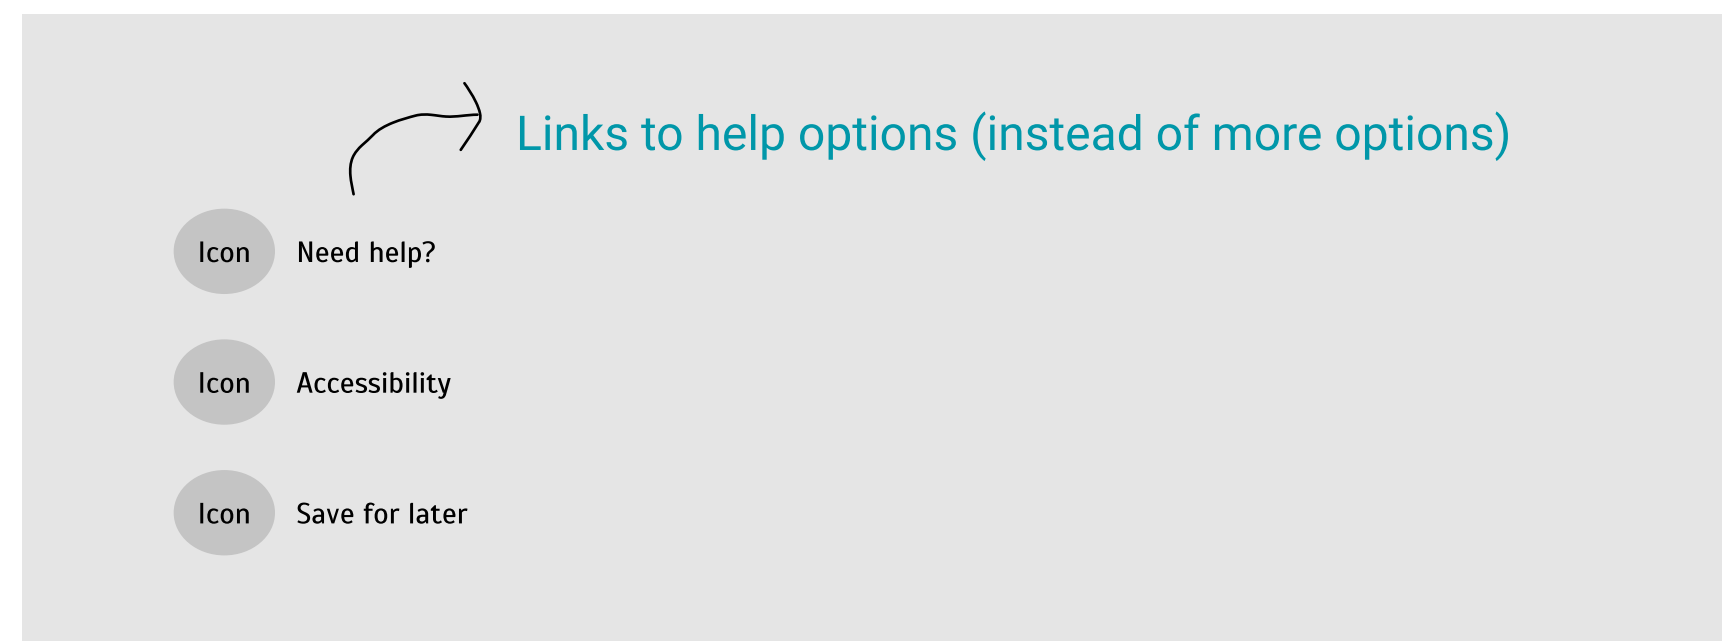 Links to help options (instead of more options)
Icon Need help?
Icon Accessibility
Icon Save for later